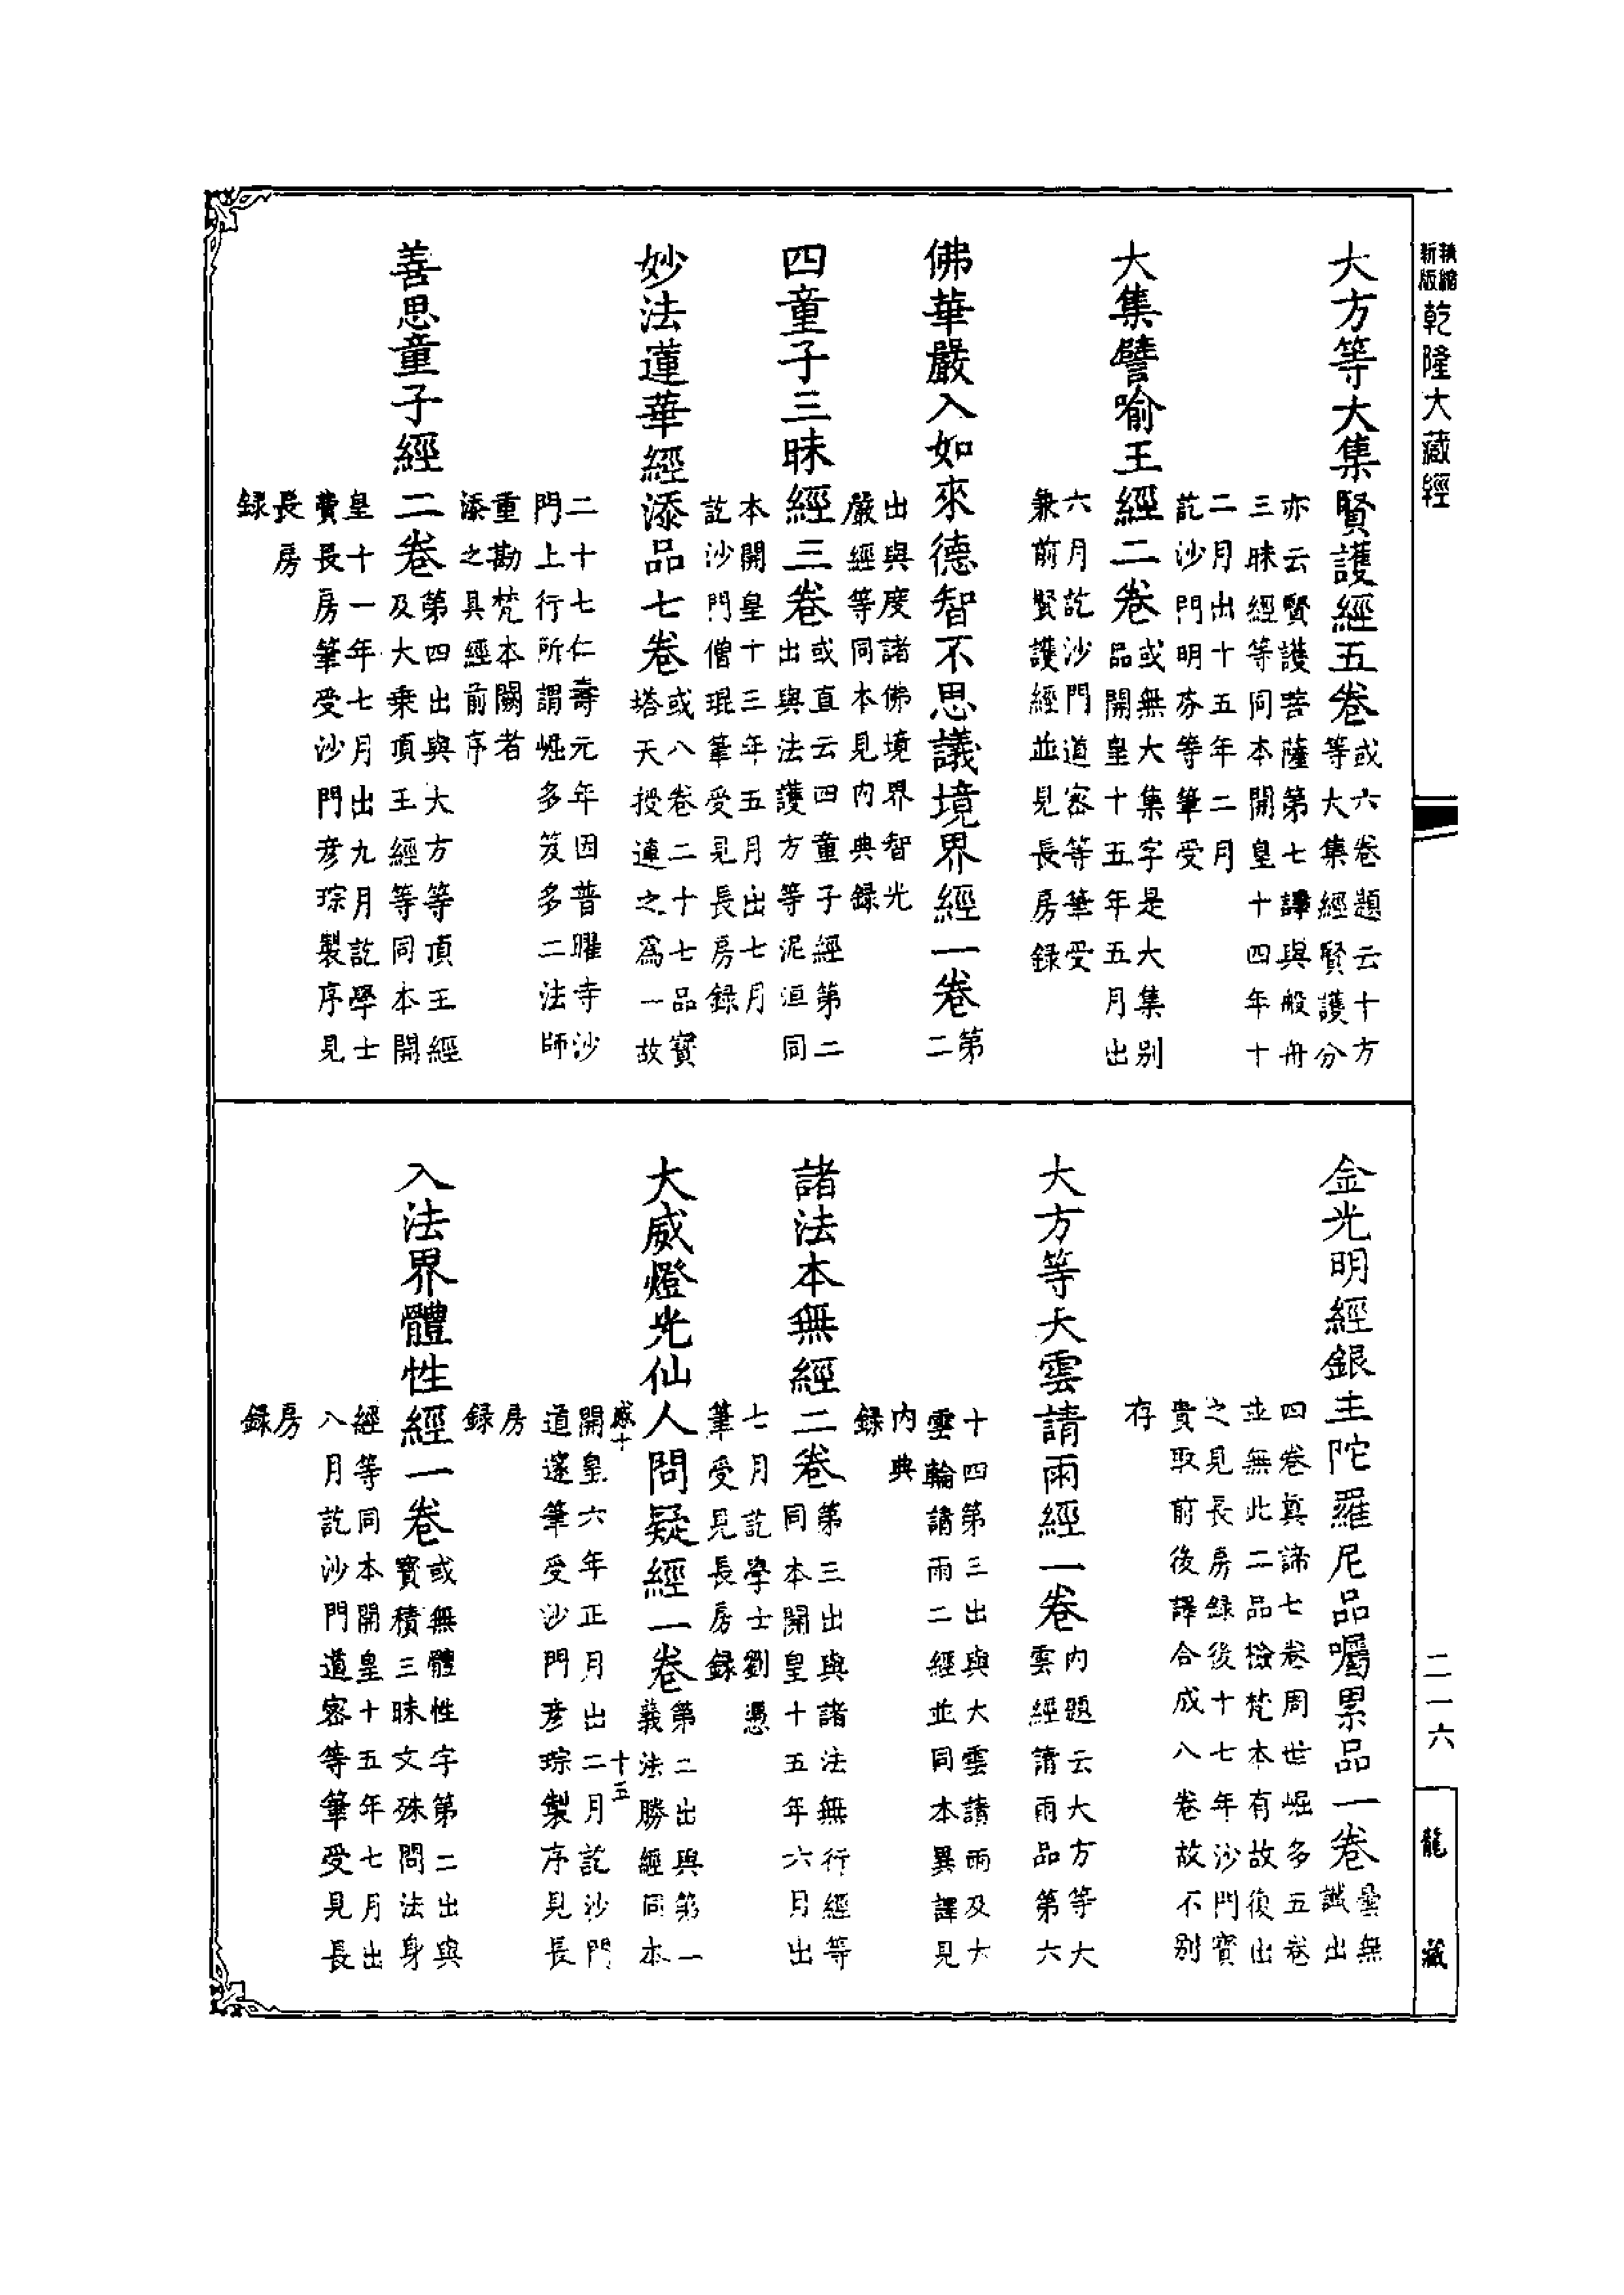 精縮
新版
乾隆大藏經
大方等大集賢護經五卷
或六卷題云十方
等大集經賢護分
亦云賢護菩薩第七譯與般舟
三昧經等同本開皇十四年十
二月出十五年二月
訖沙門明芬等筆受
大集譬喻王經二卷
或無大集字是大集別
品開皇十五年五月出
六月訖沙門道密等筆受
兼前賢護經並見長房錄
佛華嚴入如來德智不思議境界經一卷
第
二
出與度諸佛境界智光
嚴經等同本見內典錄
四童子三昧經三卷
或直云四童子經第二
出與法護方等泥洹同
本開皇十三年五月出七月
訖沙門僧琨筆受見長房錄
妙法蓮華經添品七卷
或八卷二十七品寶
塔天授連之為一故
二十七仁壽元年因普曜寺沙
門上行所謂崛多笈多二法師
重勘梵本闕者
添之具經前序
善思童子經二卷
第四出與大方等頂王經
及大乘頂王經等同本開
皇十一年七月出九月訖學士
費長房筆受沙門彥琮製序見
長房
錄
金光明經銀主陀羅尼品囑累品一卷
曇無
讖出
四卷真諦七卷周世崛多五卷
並無此二品檢梵本有故復出
之見長房錄後十七年沙門寶
貴取前後譯合成八卷故不別
存
大方等大雲請雨經一卷
內題云大方等大
雲經請雨品第六
十四第三出與大雲請雨及大
雲輪請雨二經並同本異譯見
內典
錄
諸法本無經二卷
第三出與諸法無行經等
同本開皇十五年六月出
七月訖學士劉憑
筆受見長房錄
大威燈光仙人問疑經一卷
第二出與第一
義法勝經同本
感十
十五
開皇六年正月出二月訖沙門
道邃筆受沙門彥琮製序見長
房
錄
入法界體性經一卷
或無體性字第二出與
寶積三昧文殊問法身
經等同本開皇十五年七月出
八月訖沙門道密等筆受見長
房
錄
二一六
龍藏